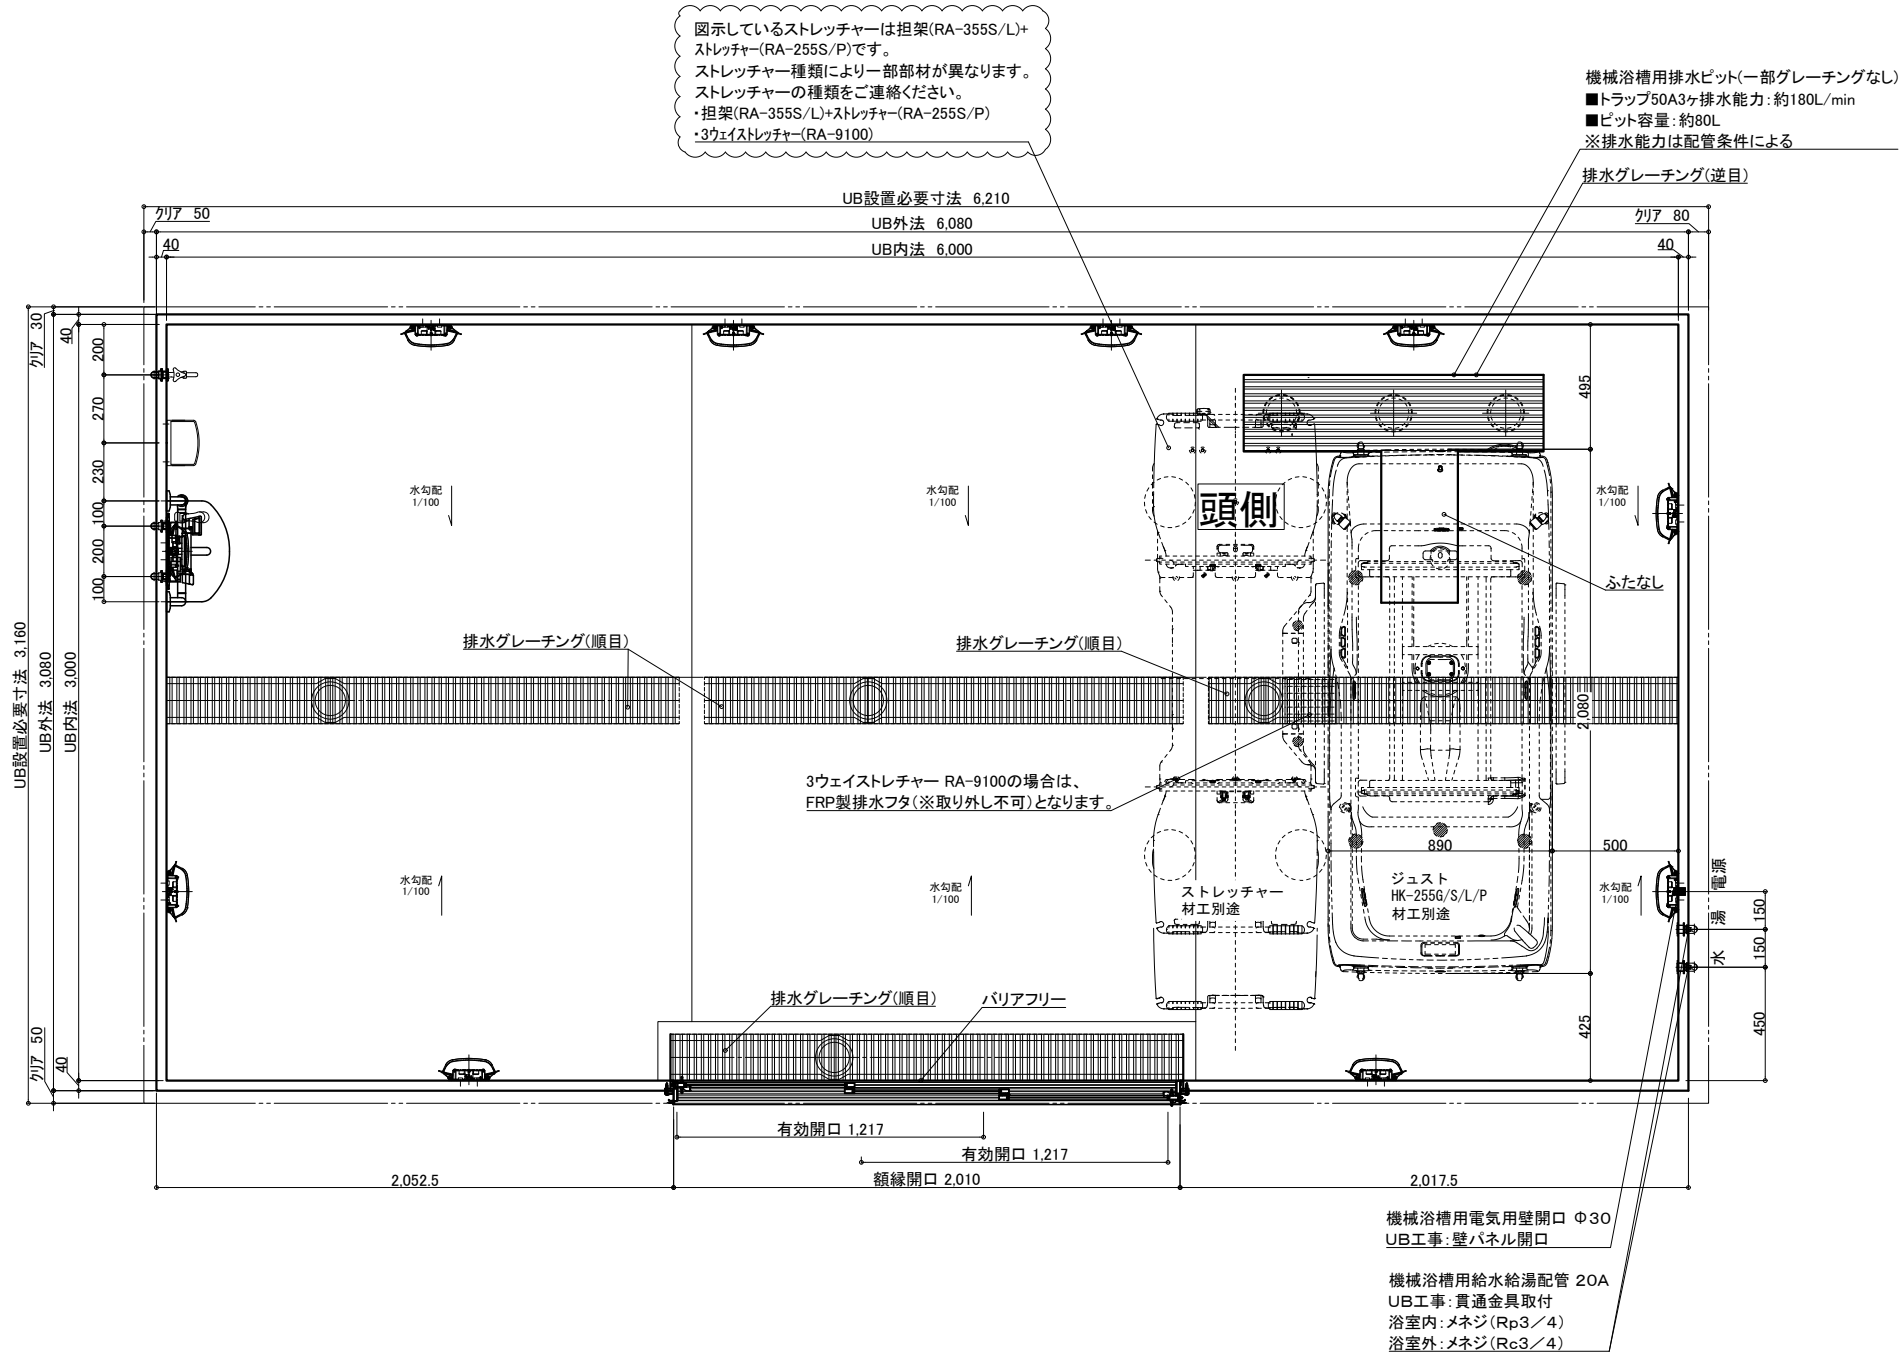 図示しているストレッチャーは担架(RA-355S/L)+
ストレッチャー(RA-255S/P)です。
ストレッチャー種類により一部部材が異なります。
ストレッチャーの種類をご連絡ください。
・担架(RA-355S/L)+ストレッチャー(RA-255S/P)
・3ウェイストレッチャー(RA-9100)
機械浴槽用排水ピット(一部グレーチングなし)
■トラップ50A3ヶ排水能力:約180L/min
■ピット容量:約80L
※排水能力は配管条件による
排水グレーチング(逆目)
UB設置必要寸法 6,210
クリア 50
UB外法 6,080
クリア 80
40
UB内法 6,000
40
クリア 30
40
200
270
230
100
200
100
UB設置必要寸法 3,160
UB外法 3,080
UB内法 3,000
クリア 50
40
水勾配
1/100
水勾配
1/100
頭側
水勾配
1/100
495
ふたなし
排水グレーチング(順目)
排水グレーチング(順目)
2,080
3ウェイストレチャー RA-9100の場合は、
FRP製排水フタ(※取り外し不可)となります。
890
500
水勾配
1/100
水勾配
1/100
ストレッチャー
材工別途
ジュスト
HK-255G/S/L/P
材工別途
水勾配
1/100
電源
湯
水
150
150
450
425
排水グレーチング(順目)
バリアフリー
有効開口 1,217
有効開口 1,217
2,052.5
額縁開口 2,010
2,017.5
機械浴槽用電気用壁開口 Φ30
UB工事:壁パネル開口
機械浴槽用給水給湯配管 20A
UB工事:貫通金具取付
浴室内:メネジ(Rp3/4)
浴室外:メネジ(Rc3/4)